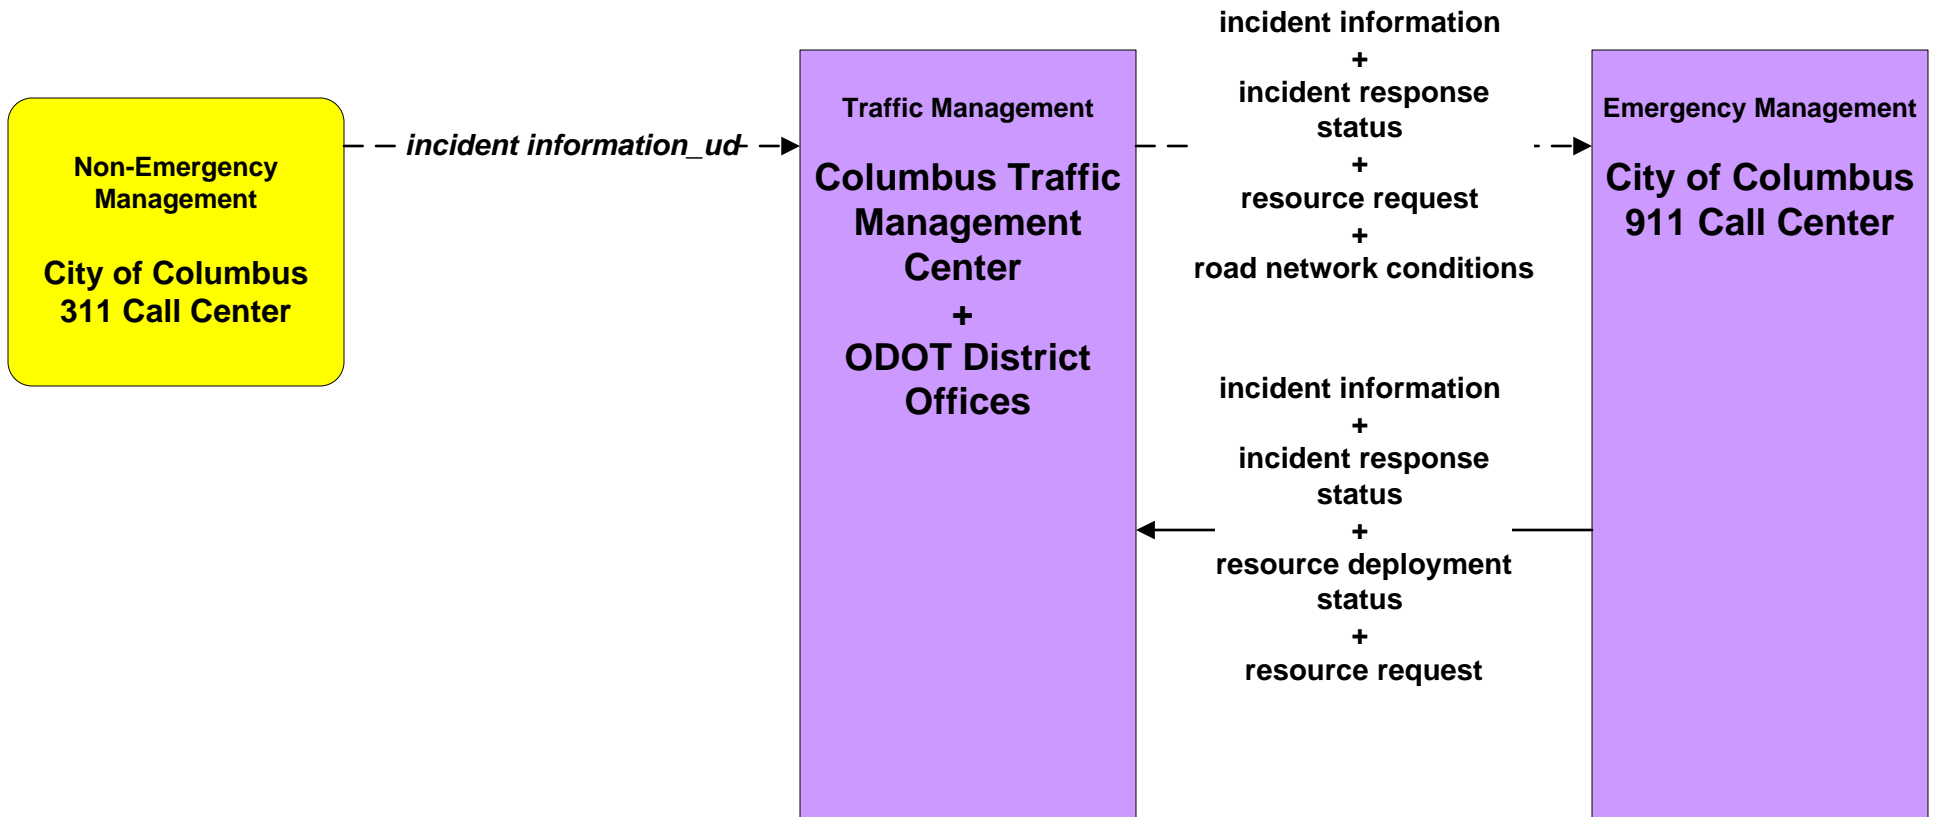 Non-Emergency
Management
City of Columbus
311 Call Center
incident information_ud
Traffic Management
Columbus Traffic
Management
Center
+
ODOT District
Offices
incident information
+
incident response
status
+
resource request
+
road network conditions
incident information
+
incident response
status
+
resource deployment
status
+
resource request
Emergency Management
City of Columbus
911 Call Center